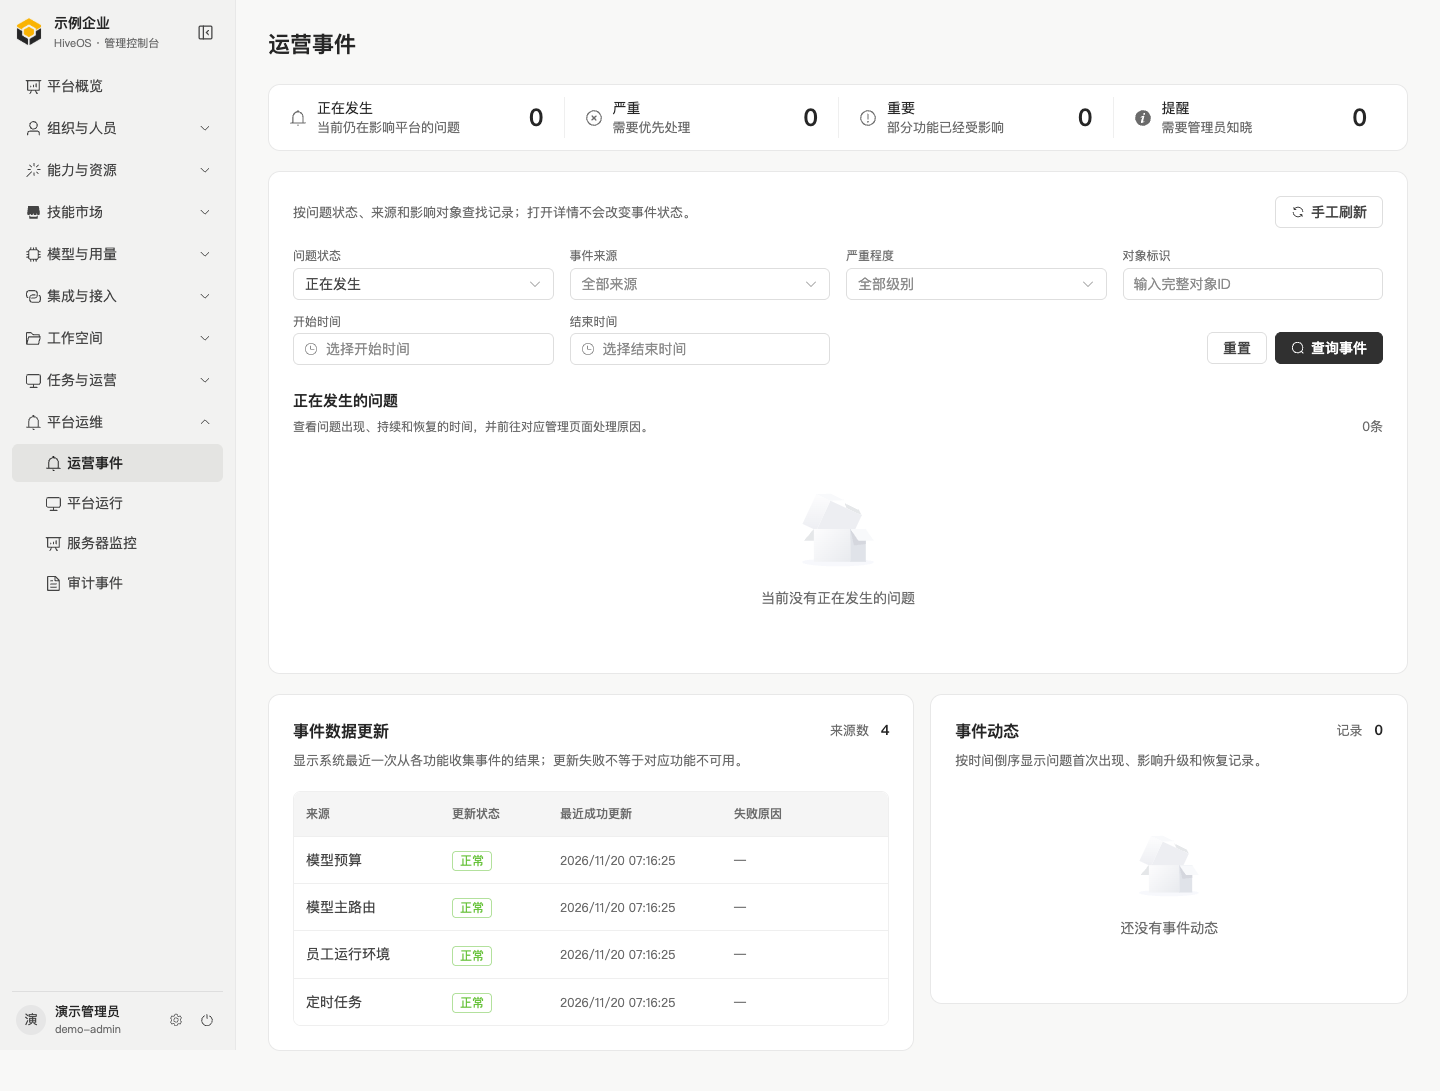 示例企业
HiveOS · 管理控制台
平台概览
组织与人员
能力与资源
技能市场
模型与用量
集成与接入
工作空间
任务与运营
平台运维
运营事件
平台运行
服务器监控
审计事件
演
演示管理员
demo-admin
运营事件
正在发生
当前仍在影响平台的问题
0
严重
需要优先处理
0
重要
部分功能已经受影响
0
提醒
需要管理员知晓
0
按问题状态、来源和影响对象查找记录；打开详情不会改变事件状态。
手工刷新
问题状态
正在发生
事件来源
全部来源
严重程度
全部级别
对象标识
输入完整对象ID
开始时间
选择开始时间
结束时间
选择结束时间
重置
查询事件
正在发生的问题
查看问题出现、持续和恢复的时间，并前往对应管理页面处理原因。
0条
当前没有正在发生的问题
事件数据更新
来源数 4
显示系统最近一次从各功能收集事件的结果；更新失败不等于对应功能不可用。
来源 更新状态 最近成功更新 失败原因
模型预算 正常 2026/11/20 07:16:25 —
模型主路由 正常 2026/11/20 07:16:25 —
员工运行环境 正常 2026/11/20 07:16:25 —
定时任务 正常 2026/11/20 07:16:25 —
事件动态
记录 0
按时间倒序显示问题首次出现、影响升级和恢复记录。
还没有事件动态